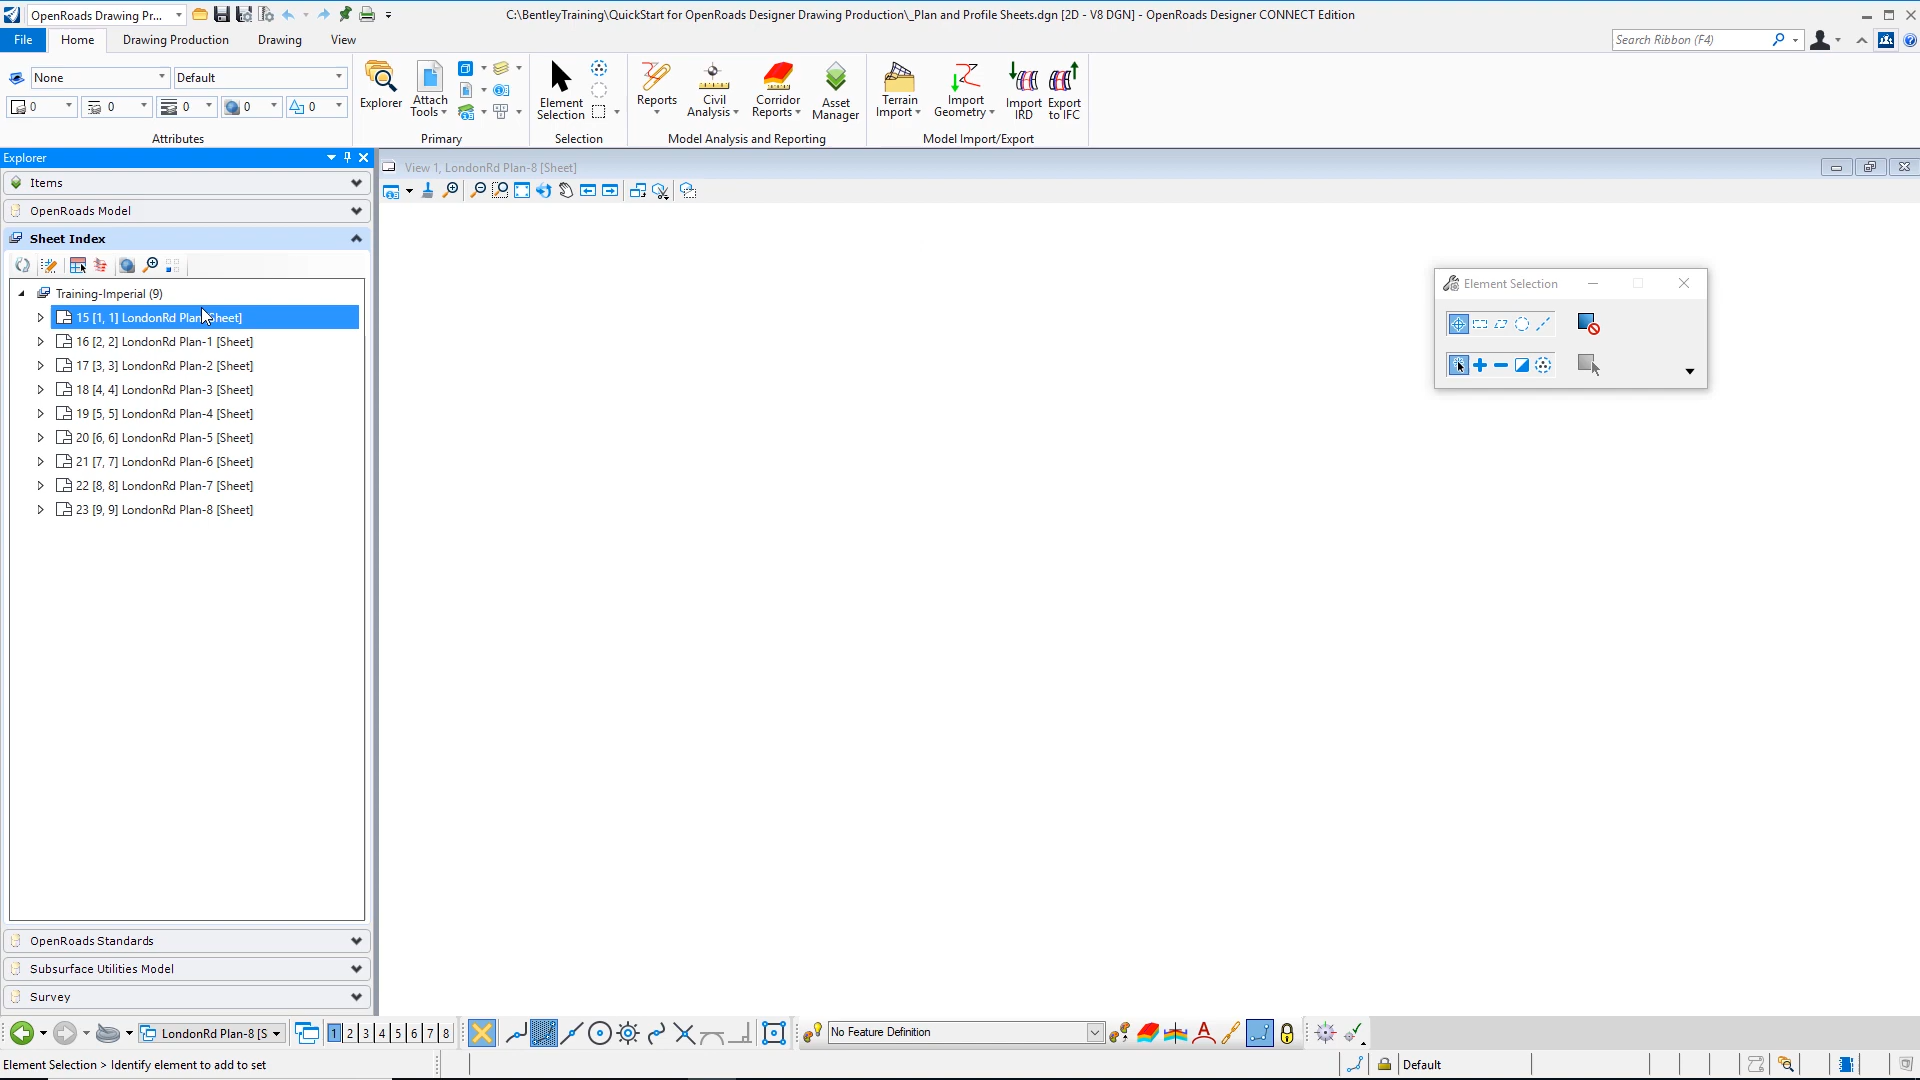 OpenRoads Drawing Pr...
C:\BentleyTraining\QuickStart for OpenRoads Designer Drawing Production\_Plan and Profile Sheets.dgn [2D - V8 DGN] - OpenRoads Designer CONNECT Edition
File
Home
Drawing Production
Drawing
View
Search Ribbon (F4)
None
Default
0
0
0
0
0
Attributes
Explorer
Attach Tools
Primary
Element Selection
Selection
Reports
Civil Analysis
Corridor Reports
Asset Manager
Model Analysis and Reporting
Terrain Import
Import Geometry
Import IRD
Export to IFC
Model Import/Export
Explorer
Items
OpenRoads Model
Sheet Index
Training-Imperial (9)
15 [1, 1] LondonRd Plan [Sheet]
16 [2, 2] LondonRd Plan-1 [Sheet]
17 [3, 3] LondonRd Plan-2 [Sheet]
18 [4, 4] LondonRd Plan-3 [Sheet]
19 [5, 5] LondonRd Plan-4 [Sheet]
20 [6, 6] LondonRd Plan-5 [Sheet]
21 [7, 7] LondonRd Plan-6 [Sheet]
22 [8, 8] LondonRd Plan-7 [Sheet]
23 [9, 9] LondonRd Plan-8 [Sheet]
OpenRoads Standards
Subsurface Utilities Model
Survey
View 1, LondonRd Plan-8 [Sheet]
Element Selection
LondonRd Plan-8 [S
1 2 3 4 5 6 7 8
No Feature Definition
Element Selection > Identify element to add to set
Default